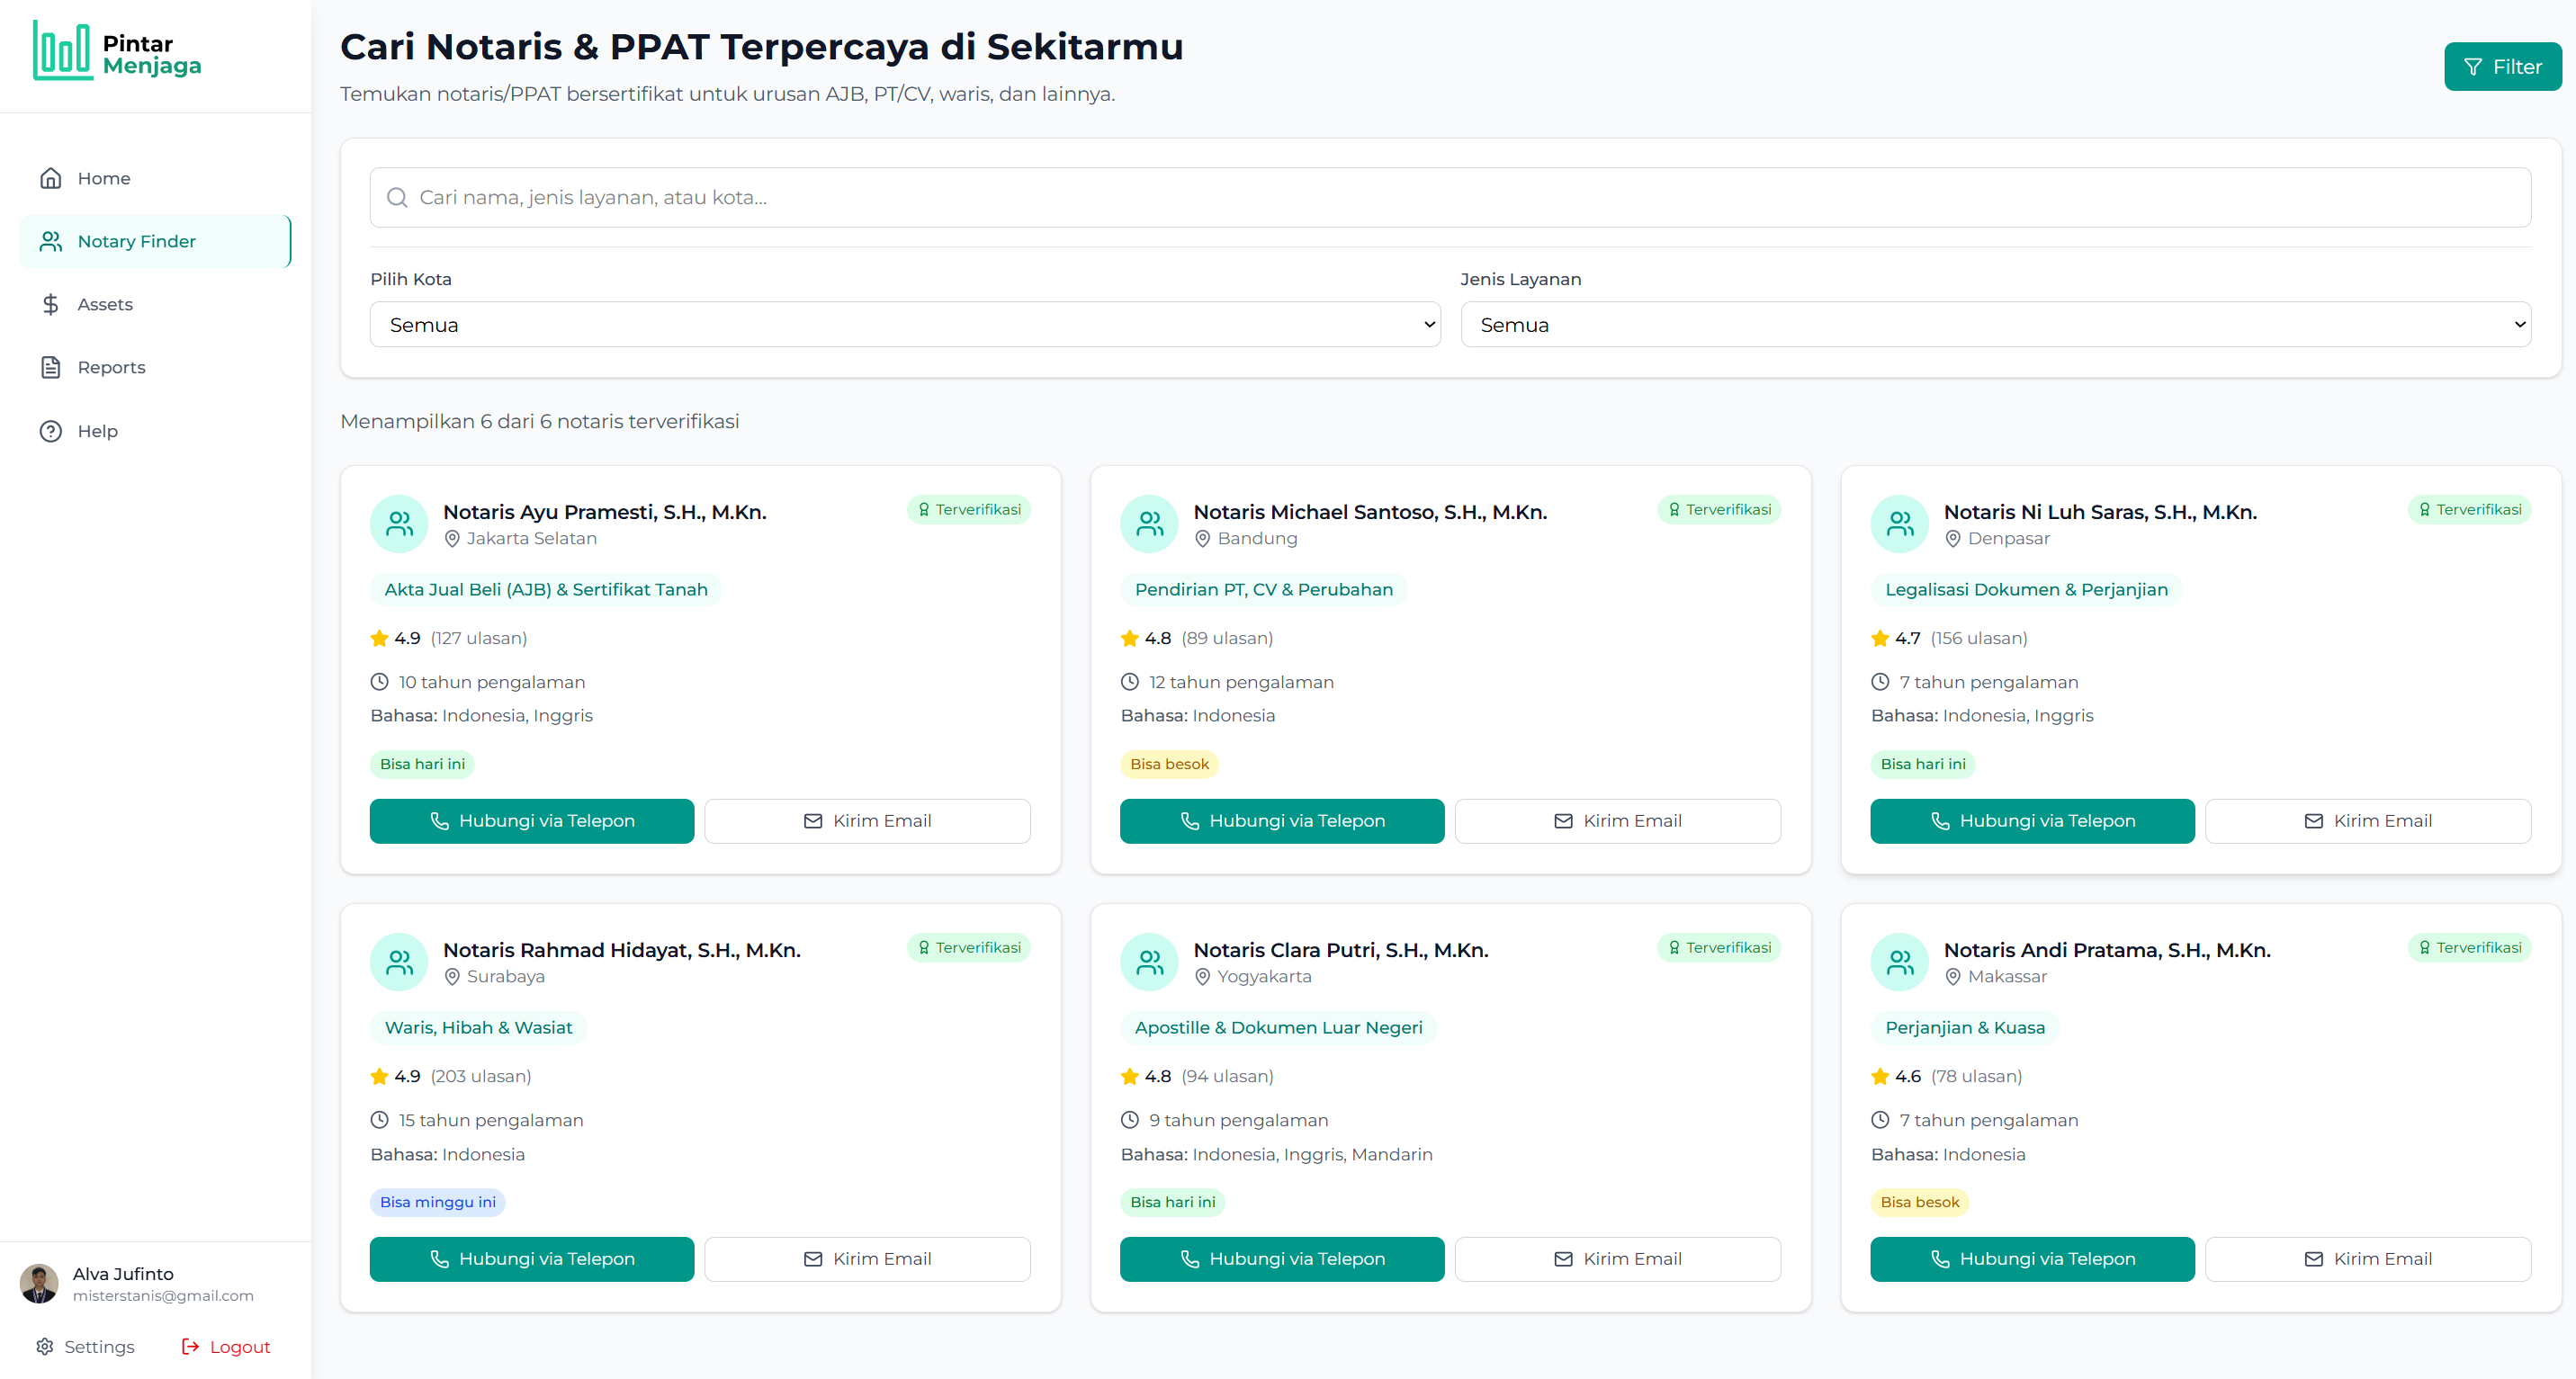 Pintar
Menjaga
Home
Notary Finder
Assets
Reports
Help
Alva Jufinto
misterstanis@gmail.com
Settings
Logout
Cari Notaris & PPAT Terpercaya di Sekitarmu
Temukan notaris/PPAT bersertifikat untuk urusan AJB, PT/CV, waris, dan lainnya.
Filter
Cari nama, jenis layanan, atau kota...
Pilih Kota
Semua
Jenis Layanan
Semua
Menampilkan 6 dari 6 notaris terverifikasi
Notaris Ayu Pramesti, S.H., M.Kn.
Terverifikasi
Jakarta Selatan
Akta Jual Beli (AJB) & Sertifikat Tanah
4.9 (127 ulasan)
10 tahun pengalaman
Bahasa: Indonesia, Inggris
Bisa hari ini
Hubungi via Telepon
Kirim Email
Notaris Michael Santoso, S.H., M.Kn.
Terverifikasi
Bandung
Pendirian PT, CV & Perubahan
4.8 (89 ulasan)
12 tahun pengalaman
Bahasa: Indonesia
Bisa besok
Hubungi via Telepon
Kirim Email
Notaris Ni Luh Saras, S.H., M.Kn.
Terverifikasi
Denpasar
Legalisasi Dokumen & Perjanjian
4.7 (156 ulasan)
7 tahun pengalaman
Bahasa: Indonesia, Inggris
Bisa hari ini
Hubungi via Telepon
Kirim Email
Notaris Rahmad Hidayat, S.H., M.Kn.
Terverifikasi
Surabaya
Waris, Hibah & Wasiat
4.9 (203 ulasan)
15 tahun pengalaman
Bahasa: Indonesia
Bisa minggu ini
Hubungi via Telepon
Kirim Email
Notaris Clara Putri, S.H., M.Kn.
Terverifikasi
Yogyakarta
Apostille & Dokumen Luar Negeri
4.8 (94 ulasan)
9 tahun pengalaman
Bahasa: Indonesia, Inggris, Mandarin
Bisa hari ini
Hubungi via Telepon
Kirim Email
Notaris Andi Pratama, S.H., M.Kn.
Terverifikasi
Makassar
Perjanjian & Kuasa
4.6 (78 ulasan)
7 tahun pengalaman
Bahasa: Indonesia
Bisa besok
Hubungi via Telepon
Kirim Email